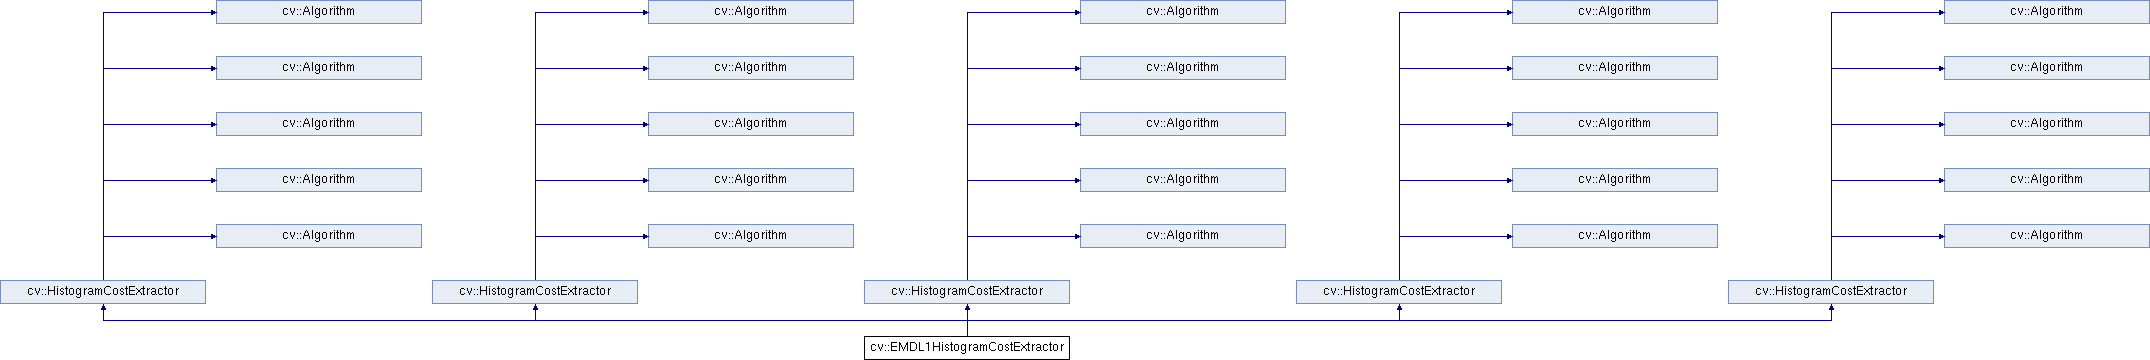 cv::Algorithm cv::Algorithm cv::Algorithm cv::Algorithm cv::Algorithm
cv::Algorithm cv::Algorithm cv::Algorithm cv::Algorithm cv::Algorithm
cv::Algorithm cv::Algorithm cv::Algorithm cv::Algorithm cv::Algorithm
cv::Algorithm cv::Algorithm cv::Algorithm cv::Algorithm cv::Algorithm
cv::Algorithm cv::Algorithm cv::Algorithm cv::Algorithm cv::Algorithm
cv::HistogramCostExtractor cv::HistogramCostExtractor cv::HistogramCostExtractor cv::HistogramCostExtractor cv::HistogramCostExtractor
cv::EMDL1HistogramCostExtractor